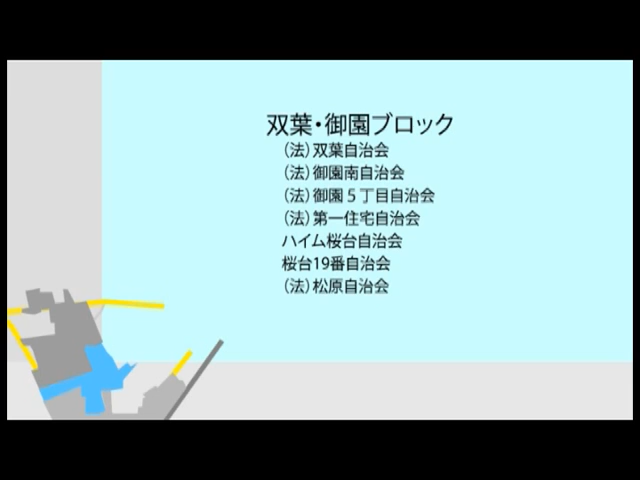 双葉・御園ブロック
（法）双葉自治会
（法）御園南自治会
（法）御園５丁目自治会
（法）第一住宅自治会
ハイム桜台自治会
桜台19番自治会
（法）松原自治会